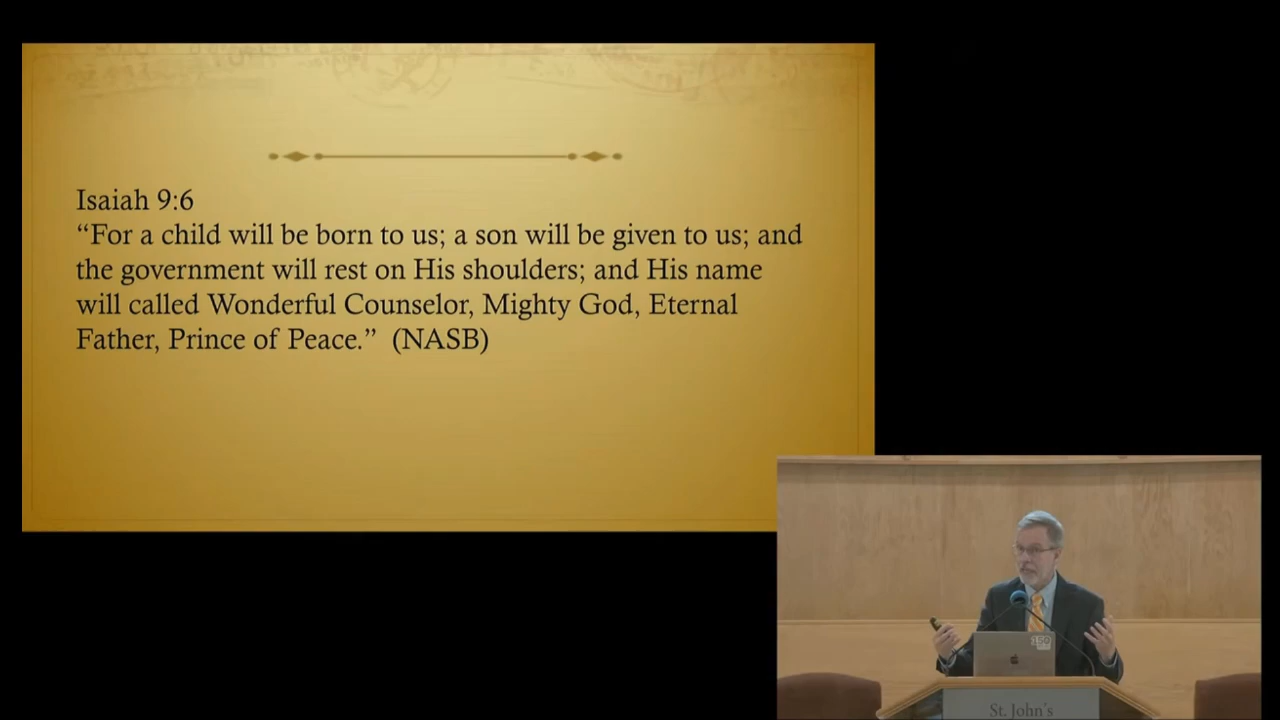 Isaiah 9:6
“For a child will be born to us; a son will be given to us; and
the government will rest on His shoulders; and His name
will called Wonderful Counselor, Mighty God, Eternal
Father, Prince of Peace.”  (NASB)
150
St. John's